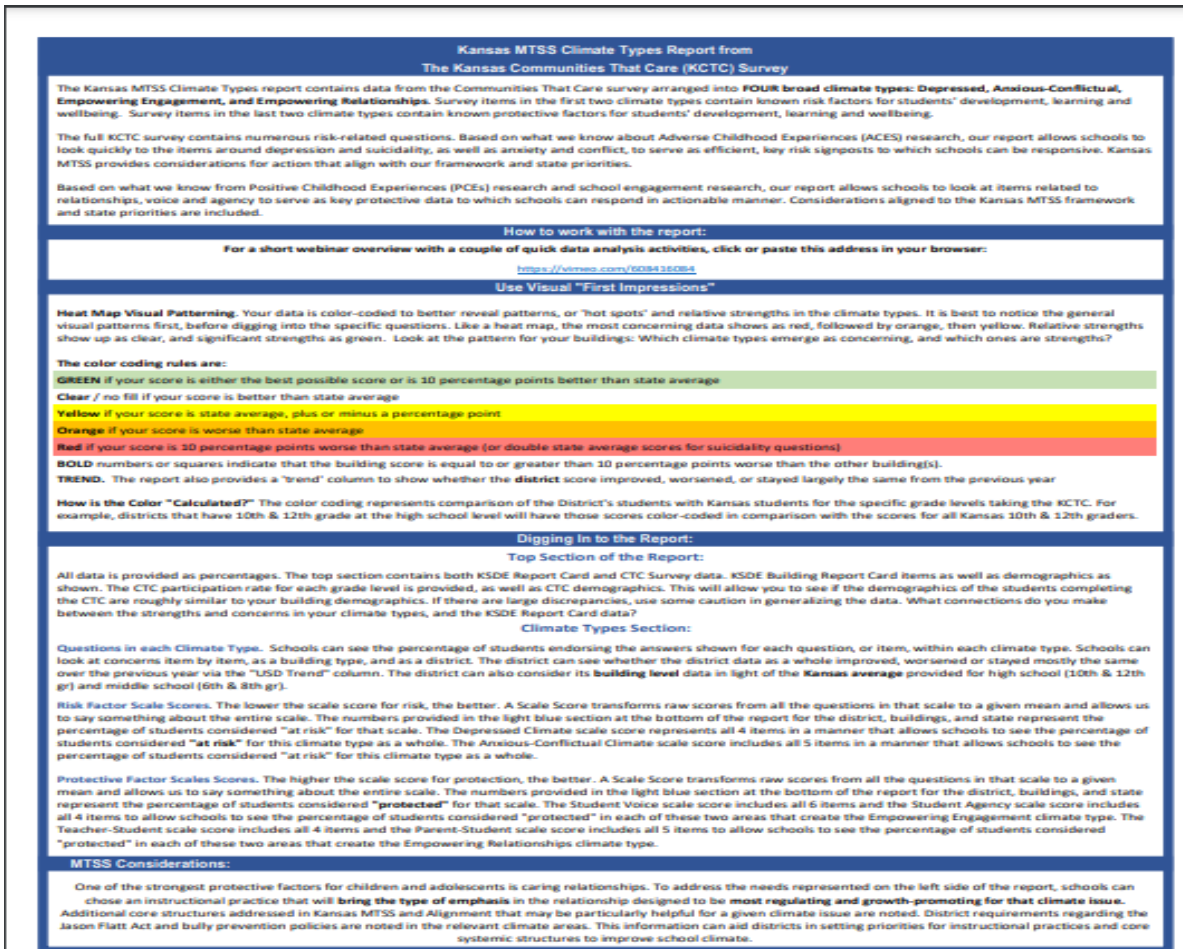 Kansas MTSS Climate Types Report from
The Kansas Communities That Care (KCTC) Survey
The Kansas MTSS Climate Types report contains data from the Communities That Care survey arranged into FOUR broad climate types: Depressed, Anxious-Conflictual,
Empowering Engagement, and Empowering Relationships. Survey items in the first two climate types contain known risk factors for students' development, learning and
wellbeing. Survey items in the last two climate types contain known protective factors for students' development, learning and wellbeing.
The full KCTC survey contains numerous risk-related questions. Based on what we know about Adverse Childhood Experiences (ACES) research, our report allows schools to
look quickly to the items around depression and suicidality, as well as anxiety and conflict, to serve as efficient, key risk signposts to which schools can be responsive. Kansas
MTSS provides considerations for action that align with our framework and state priorities.
Based on what we know from Positive Childhood Experiences (PCEs) research and school engagement research, our report allows schools to look at items related to
relationships, voice and agency to serve as key protective data to which schools can respond in actionable manner. Considerations aligned to the Kansas MTSS framework
and state priorities are included.
How to work with the report:
For a short webinar overview with a couple of quick data analysis activities, click or paste this address in your browser:
https://vimeo.com/608416084
Use Visual "First Impressions"
Heat Map Visual Patterning. Your data is color-coded to better reveal patterns, or 'hot spots' and relative strengths in the climate types. It is best to notice the general
visual patterns first, before digging into the specific questions. Like a heat map, the most concerning data shows as red, followed by orange, then yellow. Relative strengths
show up as clear, and significant strengths as green. Look at the pattern for your buildings: Which climate types emerge as concerning, and which ones are strengths?
The color coding rules are:
GREEN if your score is either the best possible score or is 10 percentage points better than state average
Clear / no fill if your score is better than state average
Yellow if your score is state average, plus or minus a percentage point
Orange if your score is worse than state average
Red if your score is 10 percentage points worse than state average (or double state average scores for suicidality questions)
BOLD numbers or squares indicate that the building score is equal to or greater than 10 percentage points worse than the other building(s).
TREND. The report also provides a 'trend' column to show whether the district score improved, worsened, or stayed largely the same from the previous year
How is the Color "Calculated?" The color coding represents comparison of the District's students with Kansas students for the specific grade levels taking the KCTC. For
example, districts that have 10th & 12th grade at the high school level will have those scores color-coded in comparison with the scores for all Kansas 10th & 12th graders.
Digging In to the Report:
Top Section of the Report:
All data is provided as percentages. The top section contains both KSDE Report Card and CTC Survey data. KSDE Building Report Card items as well as demographics as
shown. The CTC participation rate for each grade level is provided, as well as CTC demographics. This will allow you to see if the demographics of the students completing
the CTC are roughly similar to your building demographics. If there are large discrepancies, use some caution in generalizing the data. What connections do you make
between the strengths and concerns in your climate types, and the KSDE Report Card data?
Climate Types Section:
Questions in each Climate Type. Schools can see the percentage of students endorsing the answers shown for each question, or item, within each climate type. Schools can
look at concerns item by item, as a building type, and as a district. The district can see whether the district data as a whole improved, worsened or stayed mostly the same
over the previous year via the "USD Trend" column. The district can also consider its building level data in light of the Kansas average provided for high school (10th & 12th
gr) and middle school (6th & 8th gr).
Risk Factor Scale Scores. The lower the scale score for risk, the better. A Scale Score transforms raw scores from all the questions in that scale to a given mean and allows us
to say something about the entire scale. The numbers provided in the light blue section at the bottom of the report for the district, buildings, and state represent the
percentage of students considered "at risk" for that scale. The Depressed Climate scale score represents all 4 items in a manner that allows schools to see the percentage of
students considered "at risk" for this climate type as a whole. The Anxious-Conflictual Climate scale score includes all 5 items in a manner that allows schools to see the
percentage of students considered "at risk" for this climate type as a whole.
Protective Factor Scales Scores. The higher the scale score for protection, the better. A Scale Score transforms raw scores from all the questions in that scale to a given
mean and allows us to say something about the entire scale. The numbers provided in the light blue section at the bottom of the report for the district, buildings, and state
represent the percentage of students considered "protected" for that scale. The Student Voice scale score includes all 6 items and the Student Agency scale score includes
all 4 items to allow schools to see the percentage of students considered "protected" in each of these two areas that create the Empowering Engagement climate type. The
Teacher-Student scale score includes all 4 items and the Parent-Student scale score includes all 5 items to allow schools to see the percentage of students considered
"protected" in each of these two areas that create the Empowering Relationships climate type.
MTSS Considerations:
One of the strongest protective factors for children and adolescents is caring relationships. To address the needs represented on the left side of the report, schools can
chose an instructional practice that will bring the type of emphasis in the relationship designed to be most regulating and growth-promoting for that climate issue.
Additional core structures addressed in Kansas MTSS and Alignment that may be particularly helpful for a given climate issue are noted. District requirements regarding the
Jason Flatt Act and bully prevention policies are noted in the relevant climate areas. This information can aid districts in setting priorities for instructional practices and core
systemic structures to improve school climate.